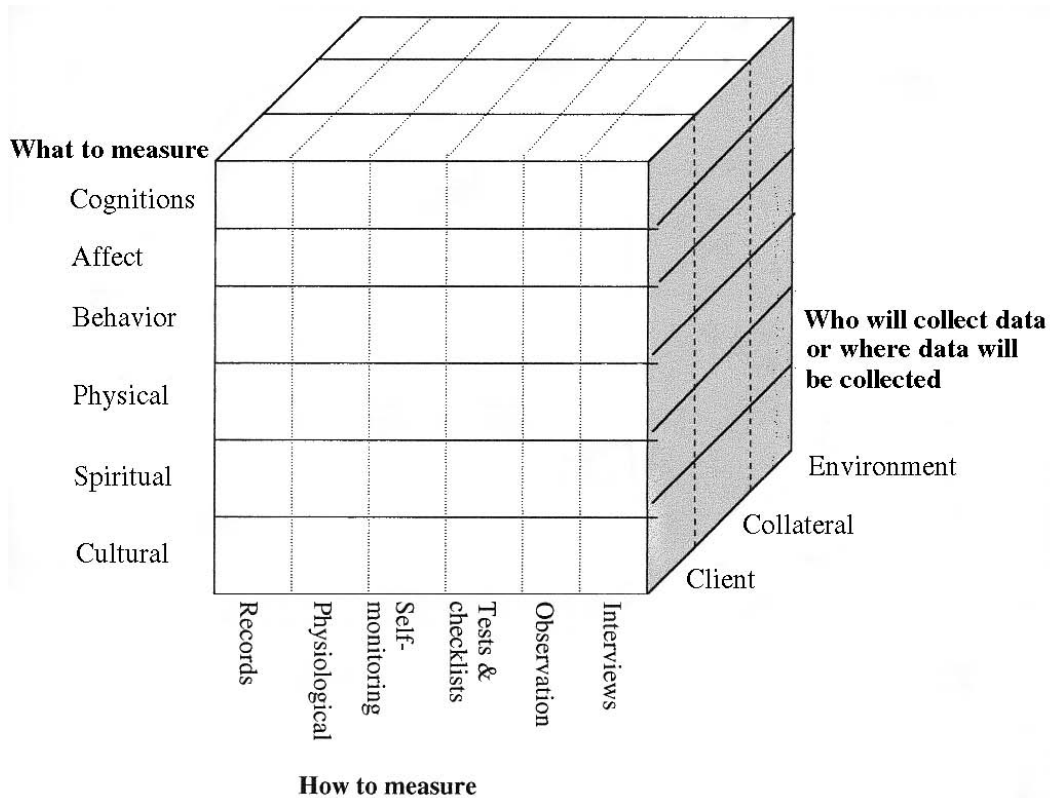 What to measure
Cognitions
Affect
Behavior
Physical
Spiritual
Cultural
Who will collect data
or where data will
be collected
Environment
Collateral
Client
Records
Physiological
Self-
monitoring
Tests &
checklists
Observation
Interviews
How to measure